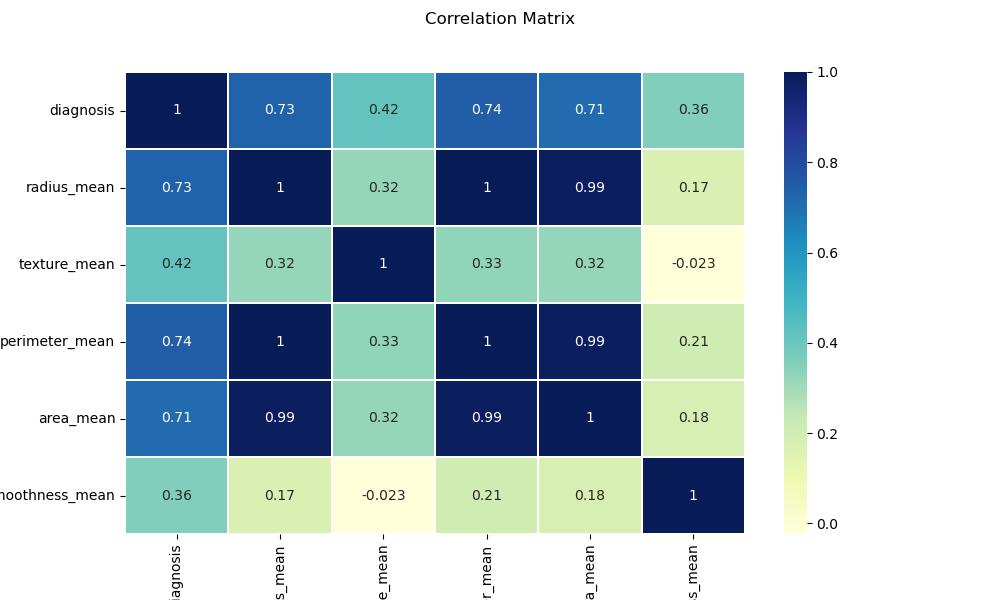 Correlation Matrix
diagnosis 1 0.73 0.42 0.74 0.71 0.36
radius_mean 0.73 1 0.32 1 0.99 0.17
texture_mean 0.42 0.32 1 0.33 0.32 -0.023
perimeter_mean 0.74 1 0.33 1 0.99 0.21
area_mean 0.71 0.99 0.32 0.99 1 0.18
noothness_mean 0.36 0.17 -0.023 0.21 0.18 1
iagnosis
s_mean
e_mean
r_mean
a_mean
ss_mean
1.0
0.8
0.6
0.4
0.2
0.0